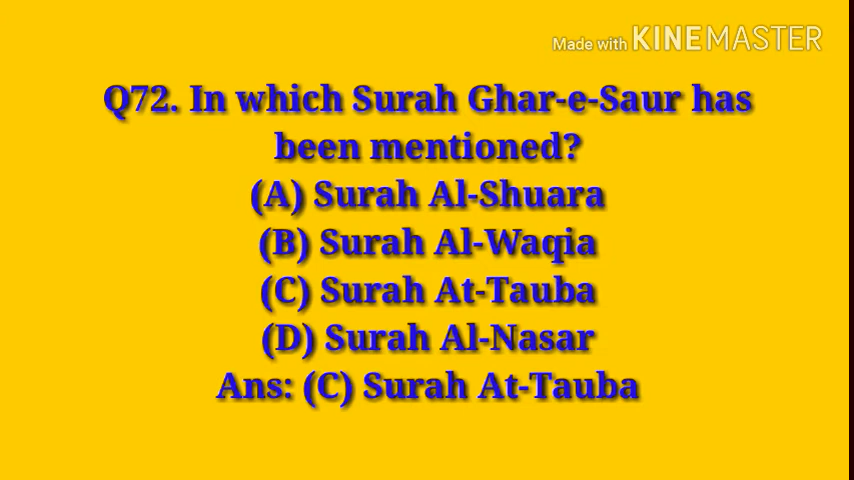 Made with KINEMASTER
Q72. In which Surah Ghar-e-Saur has
been mentioned?
(A) Surah Al-Shuara
(B) Surah Al-Waqia
(C) Surah At-Tauba
(D) Surah Al-Nasar
Ans: (C) Surah At-Tauba